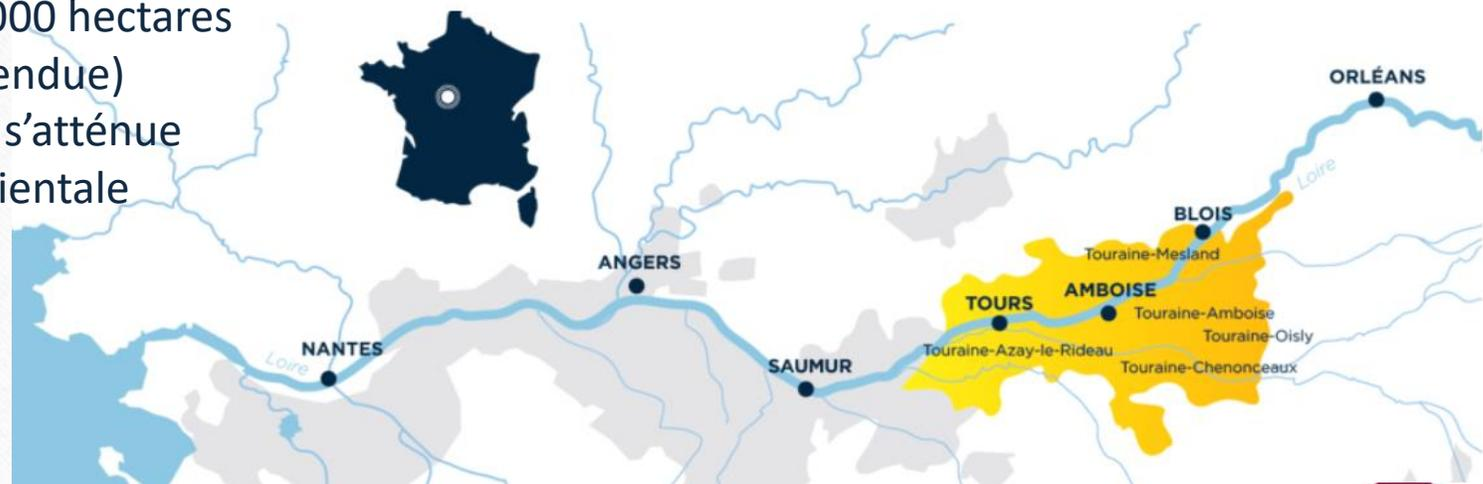 000 hectares
endue)
s’atténue
ientale
ORLÉANS
Loire
BLOIS
Touraine-Mesland
ANGERS
AMBOISE
TOURS
Touraine-Amboise
Touraine-Oisly
NANTES
Loire
Touraine-Azay-le-Rideau
SAUMUR
Touraine-Chenonceaux